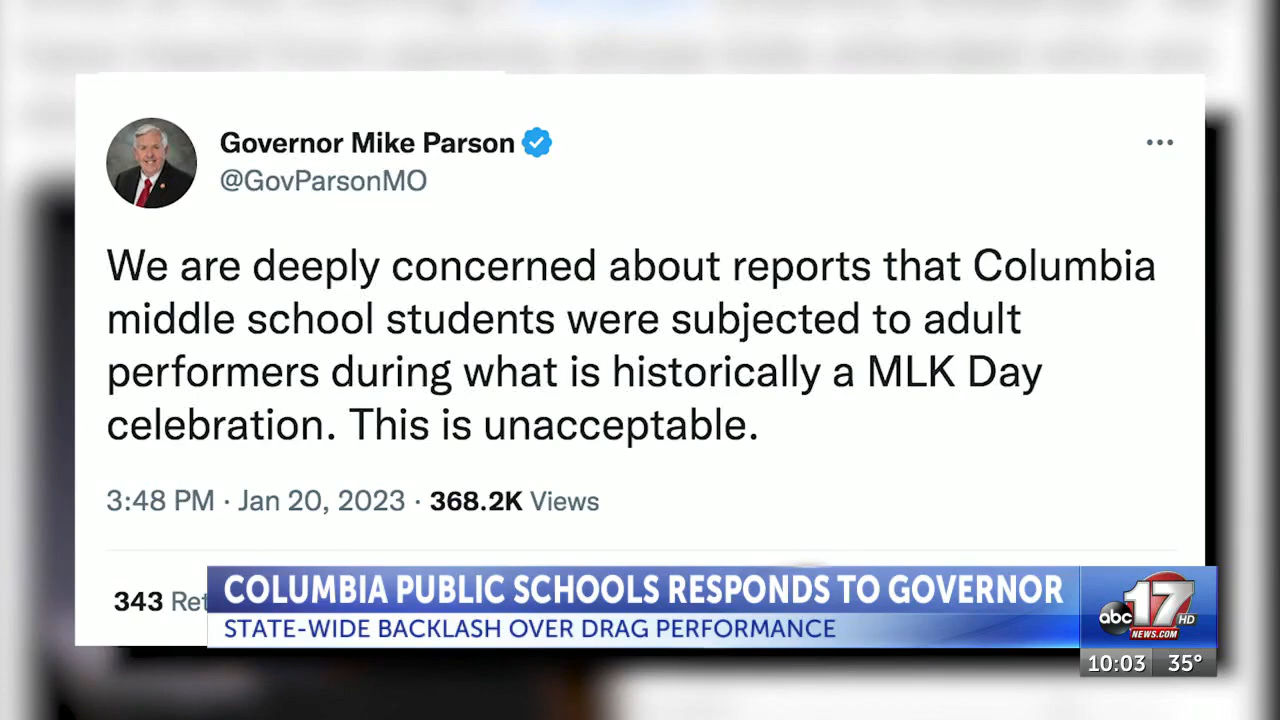 Governor Mike Parson
@GovParsonMO
We are deeply concerned about reports that Columbia
middle school students were subjected to adult
performers during what is historically a MLK Day
celebration. This is unacceptable.
3:48 PM · Jan 20, 2023 · 368.2K Views
343 Ret
COLUMBIA PUBLIC SCHOOLS RESPONDS TO GOVERNOR
STATE-WIDE BACKLASH OVER DRAG PERFORMANCE
abc 17 HD
NEWS.COM
10:03 35°